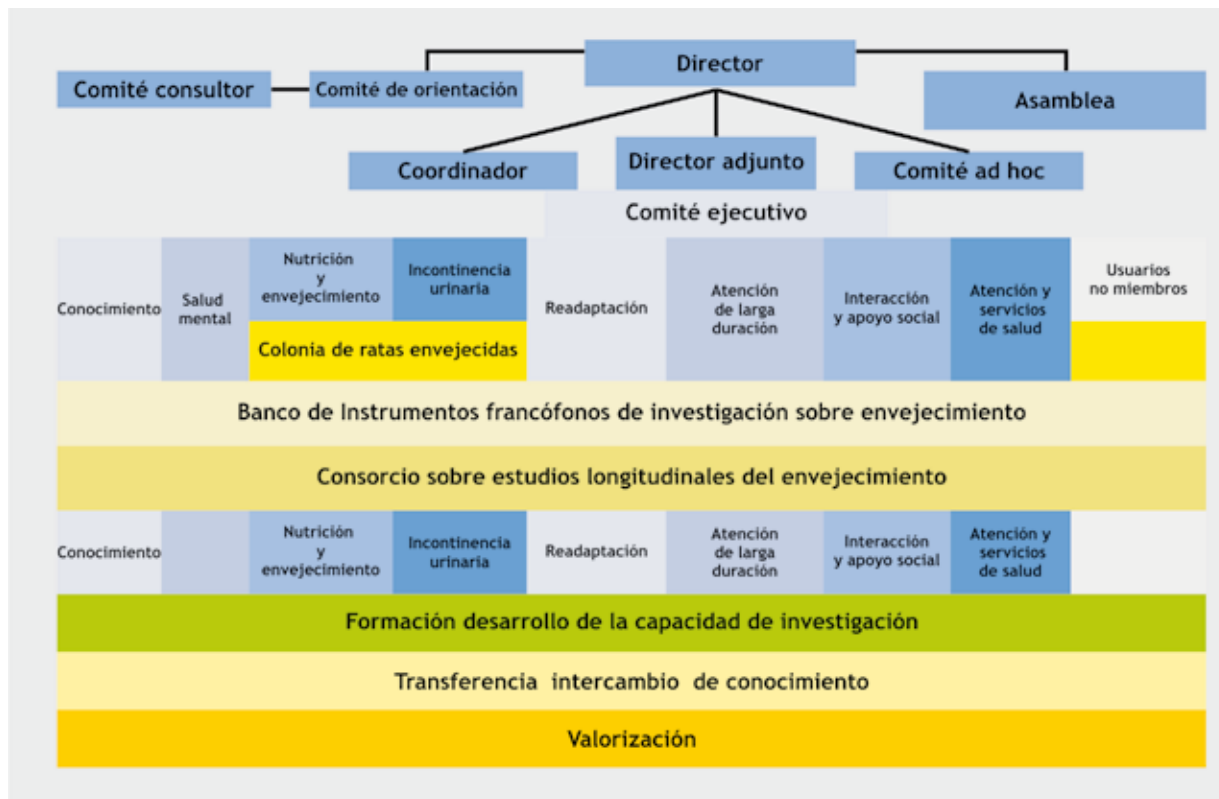 Director
Comité consultor
Comité de orientación
Asamblea
Coordinador
Director adjunto
Comité ad hoc
Comité ejecutivo
Conocimiento
Salud
mental
Nutrición
y
envejecimiento
Incontinencia
urinaria
Readaptación
Atención
de larga
duración
Interacción
y apoyo social
Atención y
servicios
de salud
Usuarios
no miembros
Colonia de ratas envejecidas
Banco de Instrumentos francófonos de investigación sobre envejecimiento
Consorcio sobre estudios longitudinales del envejecimiento
Conocimiento
Nutrición
y
envejecimiento
Incontinencia
urinaria
Readaptación
Atención
de larga
duración
Interacción
y apoyo social
Atención y
servicios
de salud
Formación desarrollo de la capacidad de investigación
Transferencia intercambio de conocimiento
Valorización